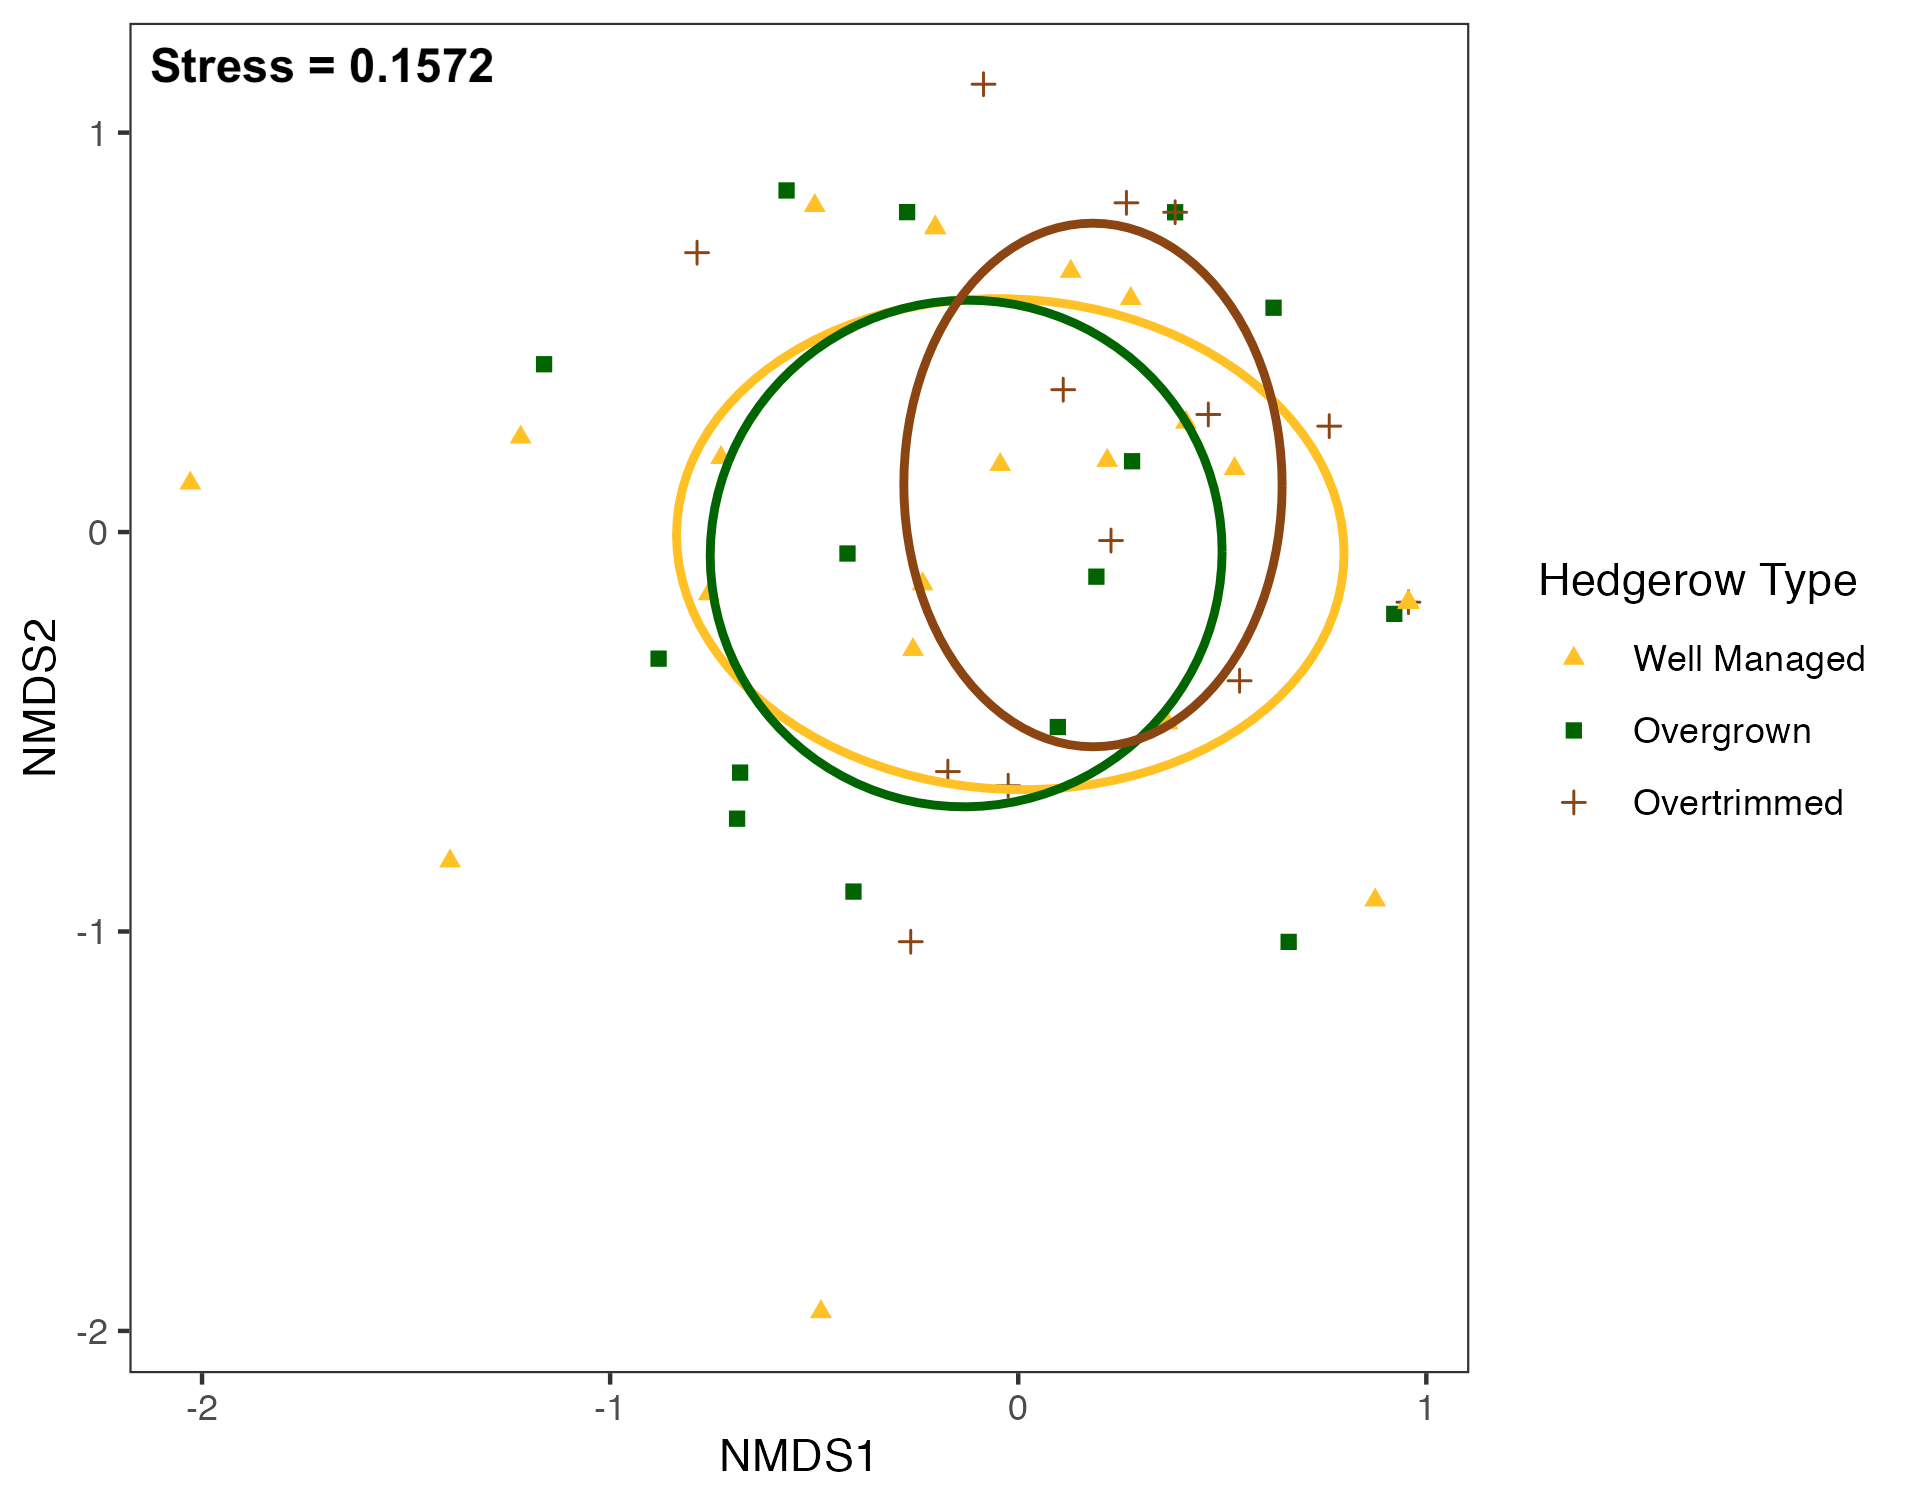 Stress = 0.1572
1
0
-1
-2
-2
-1
0
1
NMDS1
NMDS2
Hedgerow Type
Well Managed
Overgrown
Overtrimmed